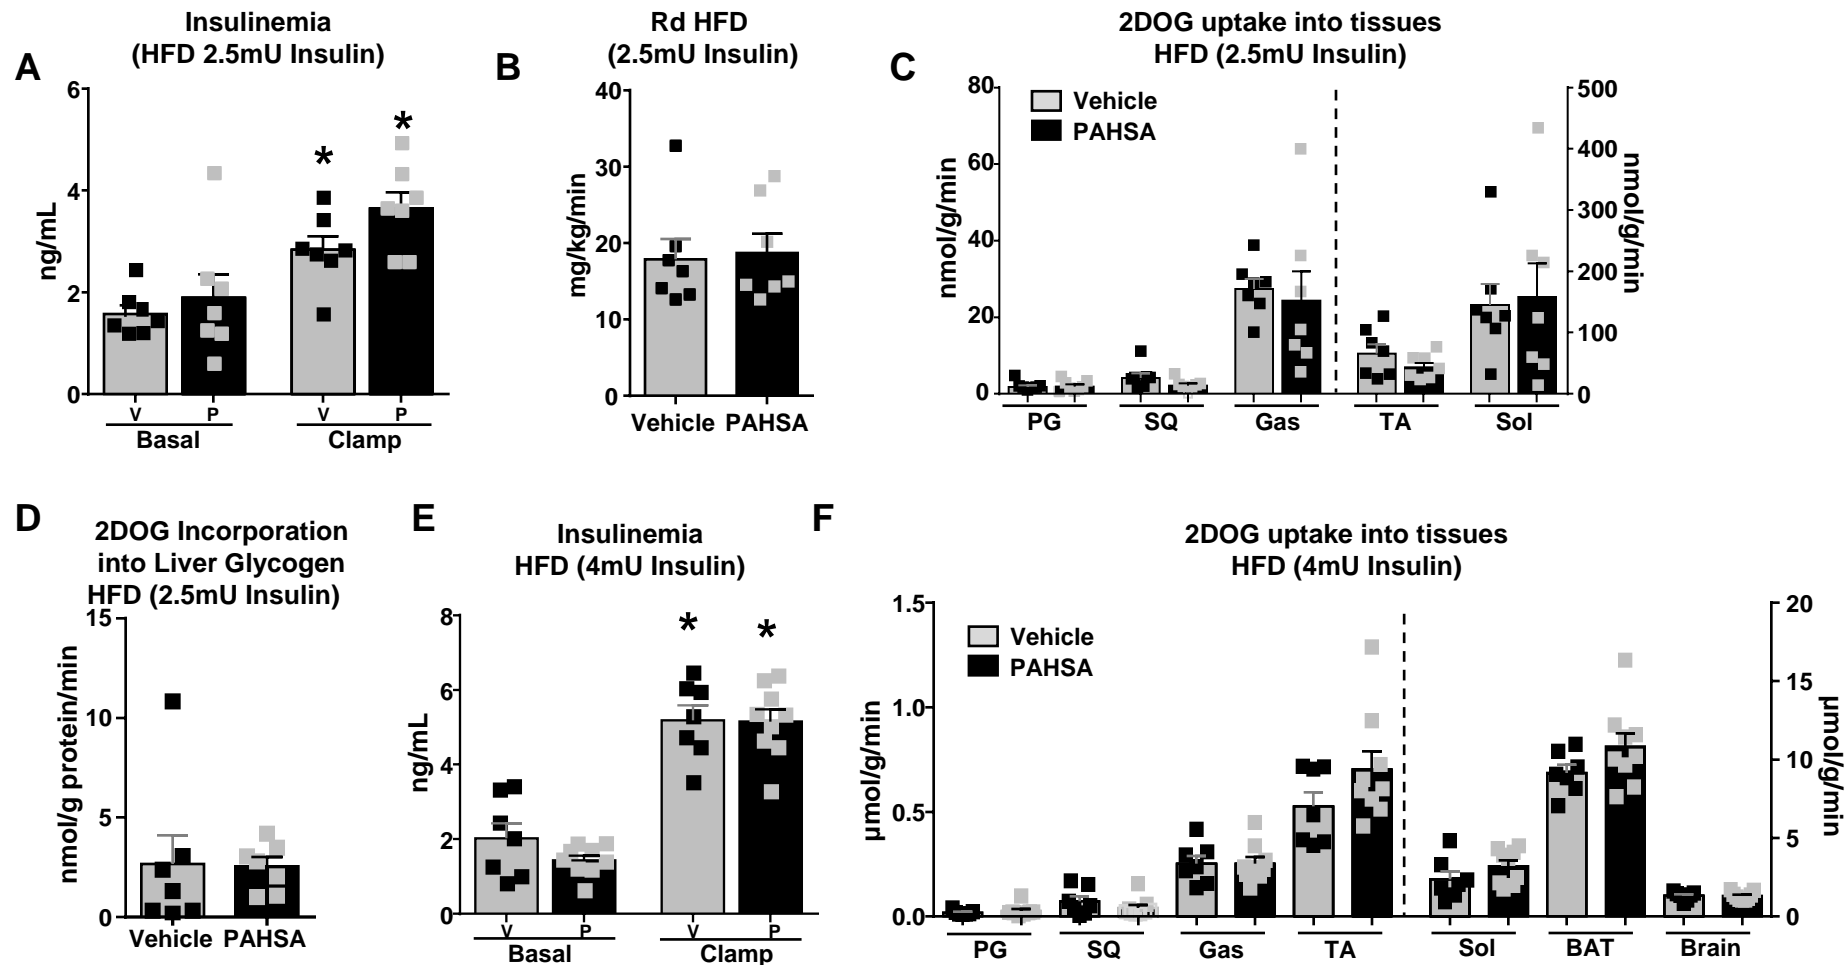 A
Insulinemia
(HFD 2.5mU Insulin)
ng/mL
6
4
2
0
*
*
V
P
V
P
Basal
Clamp
B
Rd HFD
(2.5mU Insulin)
mg/kg/min
40
30
20
10
0
Vehicle
PAHSA
C
2DOG uptake into tissues
HFD (2.5mU Insulin)
Vehicle
PAHSA
nmol/g/min
80
60
40
20
0
500
400
300
200
100
0
nmol/g/min
PG
SQ
Gas
TA
Sol
D
2DOG Incorporation
into Liver Glycogen
HFD (2.5mU Insulin)
nmol/g protein/min
15
10
5
0
Vehicle
PAHSA
E
Insulinemia
HFD (4mU Insulin)
ng/mL
8
6
4
2
0
*
*
V
P
V
P
Basal
Clamp
F
2DOG uptake into tissues
HFD (4mU Insulin)
Vehicle
PAHSA
µmol/g/min
1.5
1.0
0.5
0.0
20
15
10
5
0
µmol/g/min
PG
SQ
Gas
TA
Sol
BAT
Brain